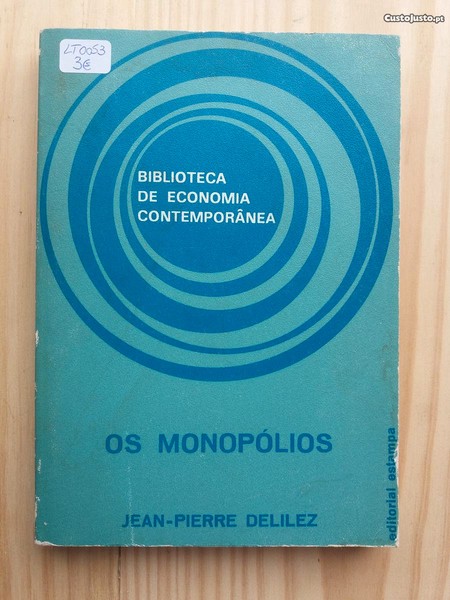 Custojusto.pt
LT0053
3€
BIBLIOTECA
DE ECONOMIA
CONTEMPORÂNEA
OS MONOPÓLIOS
JEAN-PIERRE DELILEZ
editorial estampa